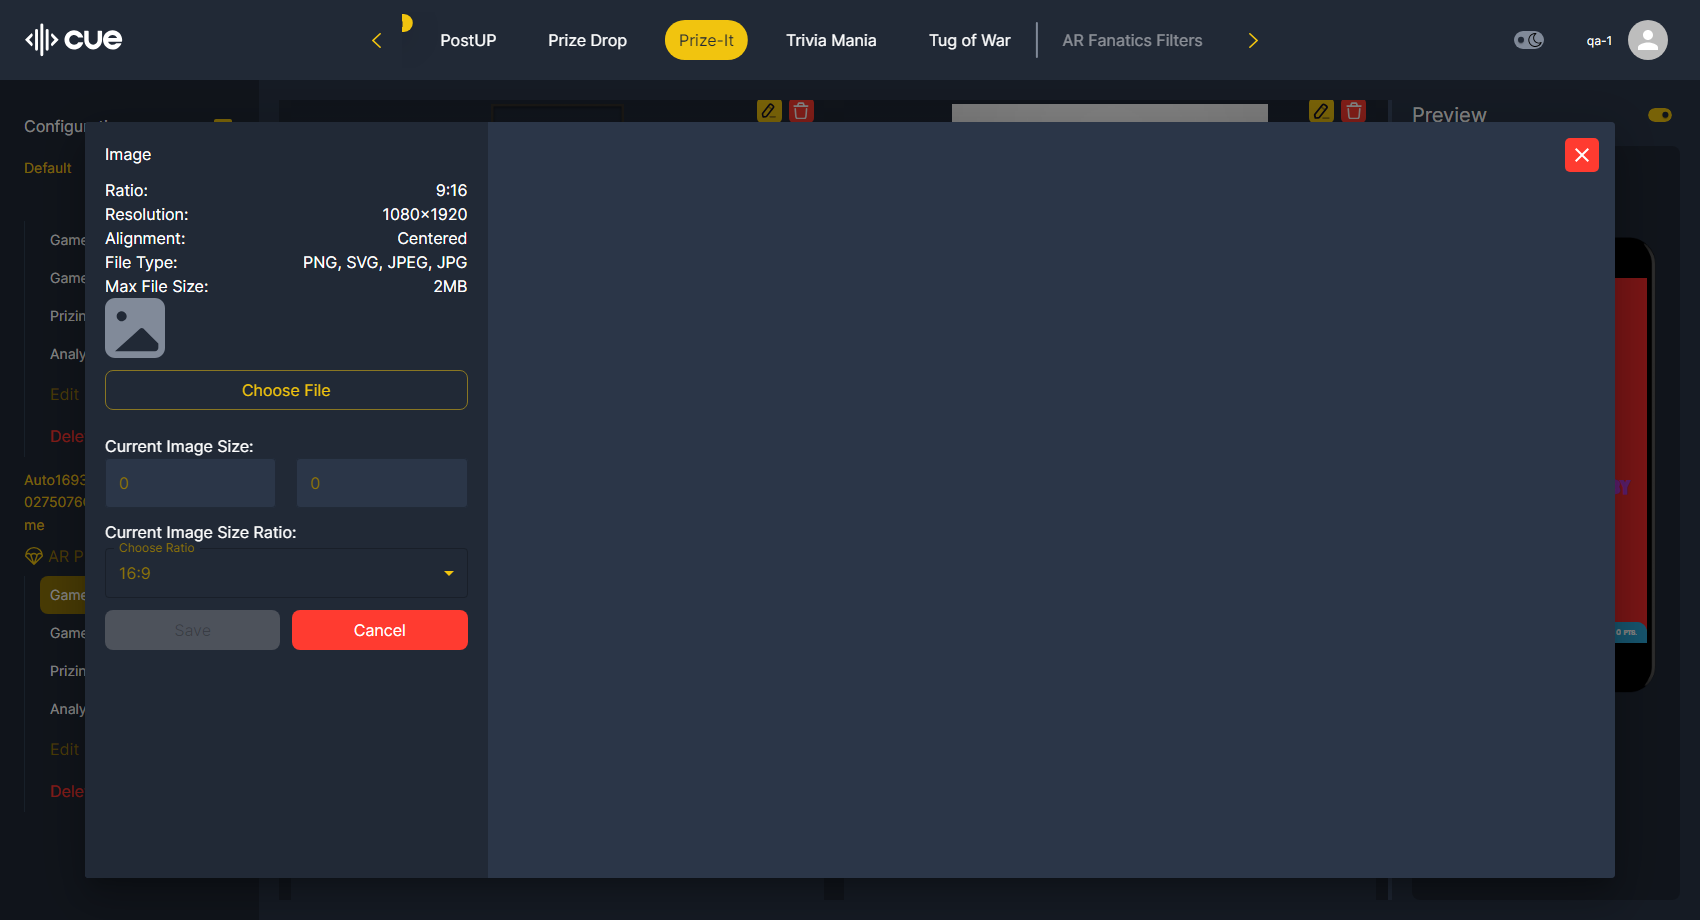 cue
PostUP
Prize Drop
Prize-It
Trivia Mania
Tug of War
AR Fanatics Filters
qa-1
Default
Preview
Image
Ratio: 9:16
Resolution: 1080×1920
Alignment: Centered
File Type: PNG, SVG, JPEG, JPG
Max File Size: 2MB
Choose File
Current Image Size:
0 0
Current Image Size Ratio:
Choose Ratio
16:9
Save Cancel
Game
Game
Prizin
Analy
Edit
Dele
Auto1693
me
AR P
Game
Game
Prizin
Analy
Edit
Dele
0 PTS.